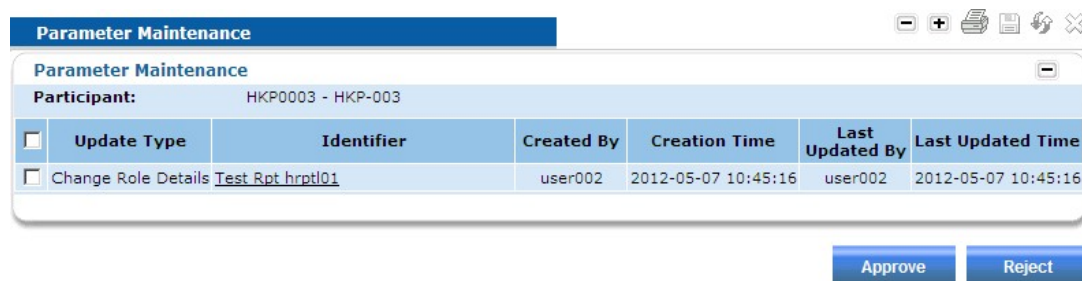 Parameter Maintenance
Parameter Maintenance
Participant: HKP0003 - HKP-003
Update Type Identifier Created By Creation Time Last Updated By Last Updated Time
Change Role Details Test Rpt hrptl01 user002 2012-05-07 10:45:16 user002 2012-05-07 10:45:16
Approve Reject